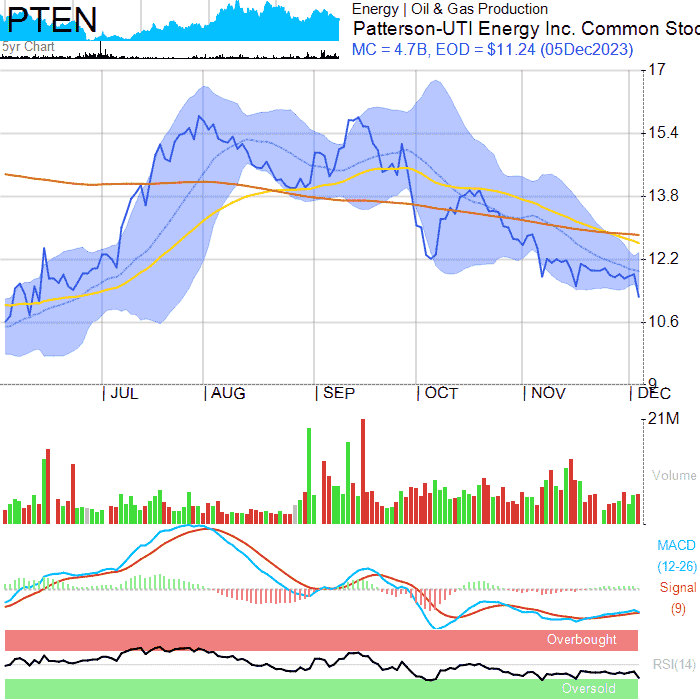 PTEN
Energy | Oil & Gas Production
Patterson-UTI Energy Inc. Common Stoc
5yr Chart
MC = 4.7B, EOD = $11.24 (05Dec2023)
17
15.4
13.8
12.2
10.6
9
| JUL | AUG | SEP | OCT | NOV | DEC
21M
Volume
MACD
(12-26)
Signal
(9)
Overbought
RSI(14)
Oversold